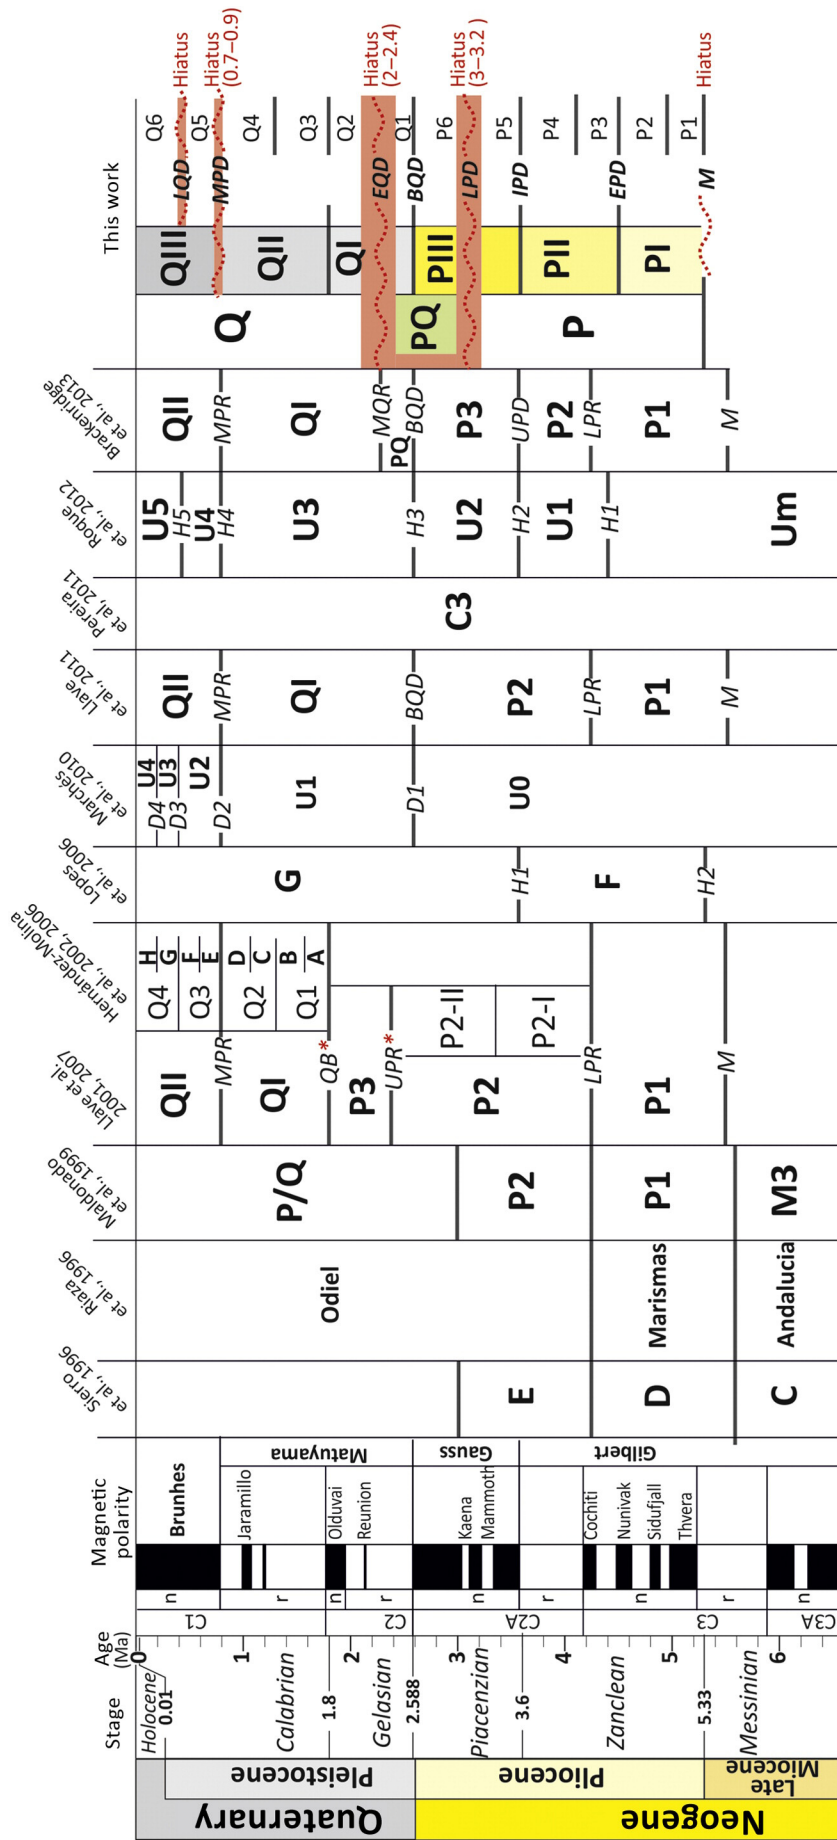 Stage
Age
(Ma)
Magnetic
polarity
Sierro
et al., 1996
Riaza
et al., 1996
Maldonado
et al., 1999
Llave et al.
2001, 2007
Hernández-Molina
et al., 2002, 2006
Lopes
et al., 2006
Marchés
et al., 2010
Llave
et al., 2011
Pereira
et al, 2011
Roque
et al., 2012
Brackenridge
et al., 2013
This work
Quaternary
Neogene
Pleistocene
Pliocene
Late
Miocene
Holocene
0.01
Calabrian
1.8
Gelasian
2.588
Piacenzian
3.6
Zanclean
5.33
Messinian
0
1
2
3
4
5
6
C1
C2
C2A
C3
C3A
n
r
n
r
n
r
n
r
n
Brunhes
Jaramillo
Olduvai
Reunion
Kaena
Mammoth
Cochiti
Nunivak
Sidufjall
Thvera
Matuyama
Gauss
Gilbert
E
D
C
Odiel
Marismas
Andalucia
P/Q
P2
P1
M3
QII
MPR
QI
QB*
P3
UPR*
P2
LPR
P1
M
Q4
Q3
Q2
Q1
P2-II
P2-I
H
G
F
E
D
C
B
A
G
H1
F
H2
U4
D4
U3
D3
U2
D2
U1
D1
U0
QII
MPR
QI
BQD
P2
LPR
P1
M
C3
U5
H5
U4
H4
U3
H3
U2
H2
U1
H1
Um
QII
MPR
QI
MQR
PQ
BQD
P3
UPD
P2
LPR
P1
M
Q
PQ
P
QIII
QII
QI
PIII
PII
PI
LQD
MPD
EQD
BQD
LPD
IPD
EPD
M
Q6
Q5
Q4
Q3
Q2
Q1
P6
P5
P4
P3
P2
P1
Hiatus
Hiatus
(0.7–0.9)
Hiatus
(2–2.4)
Hiatus
(3–3.2)
Hiatus